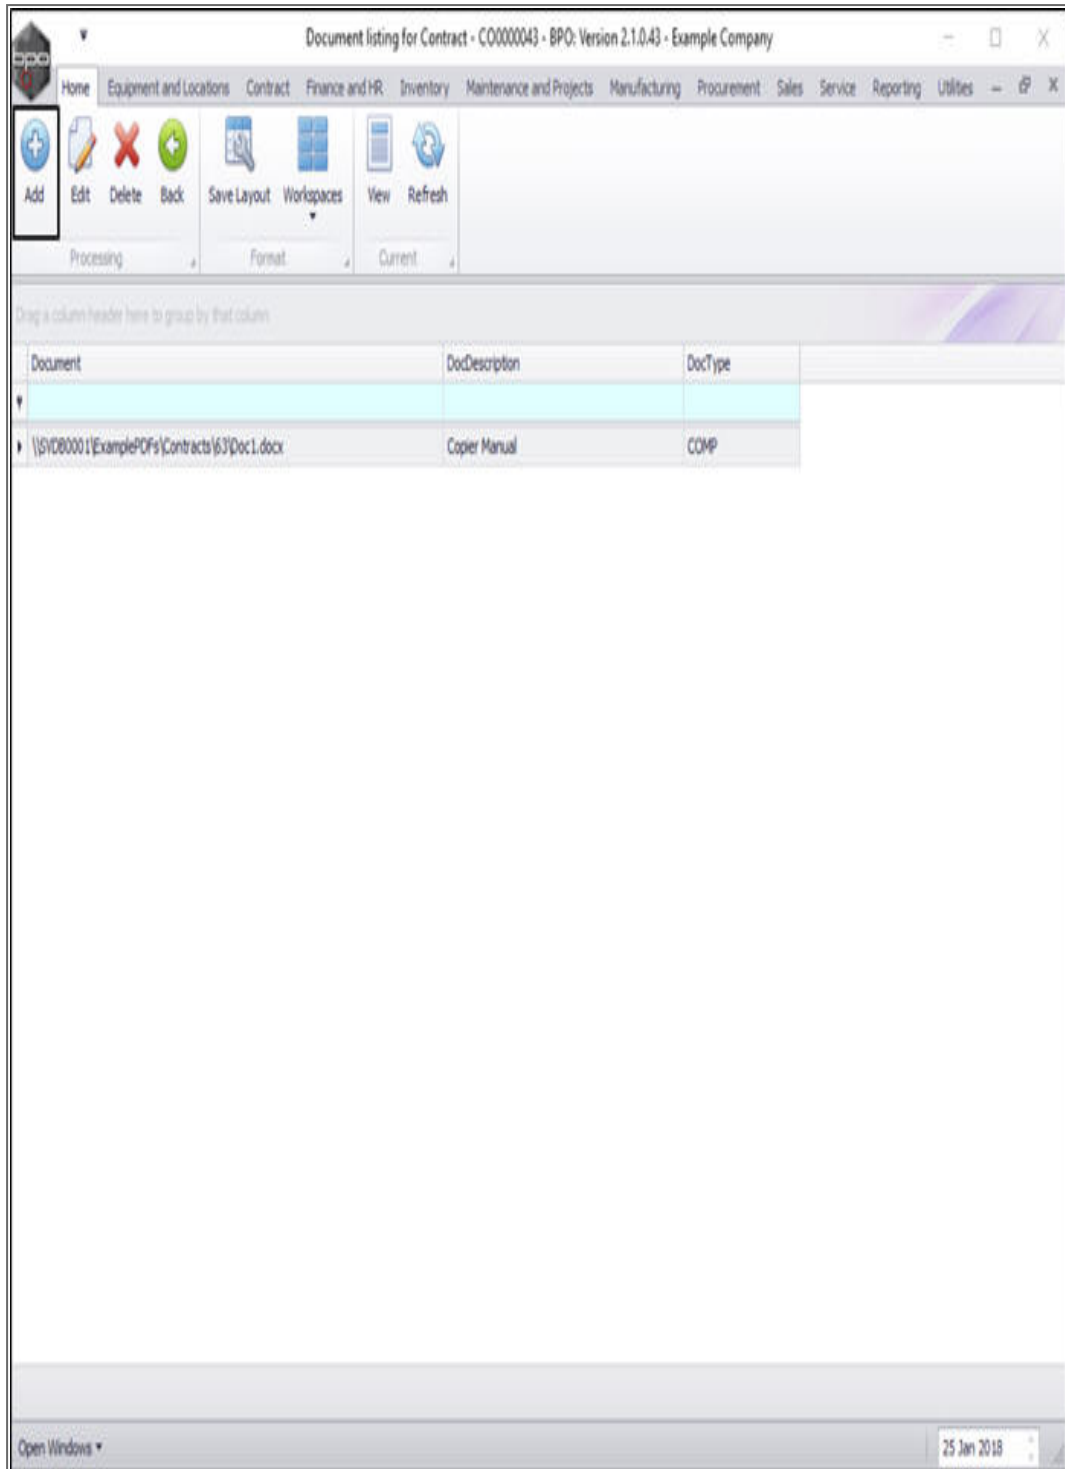 Document listing for Contract - CO0000043 - BPO: Version 2.1.0.43 - Example Company
bpo
Home Equipment and Locations Contract Finance and HR Inventory Maintenance and Projects Manufacturing Procurement Sales Service Reporting Utilities
Add Edit Delete Back Save Layout Workspaces View Refresh
Processing Format Current
Drag a column header here to group by that column
Document DocDescription DocType
\\SVDB0001\ExamplePDFs\Contracts\63\Doc1.docx Copier Manual COMP
Open Windows 25 Jan 2018